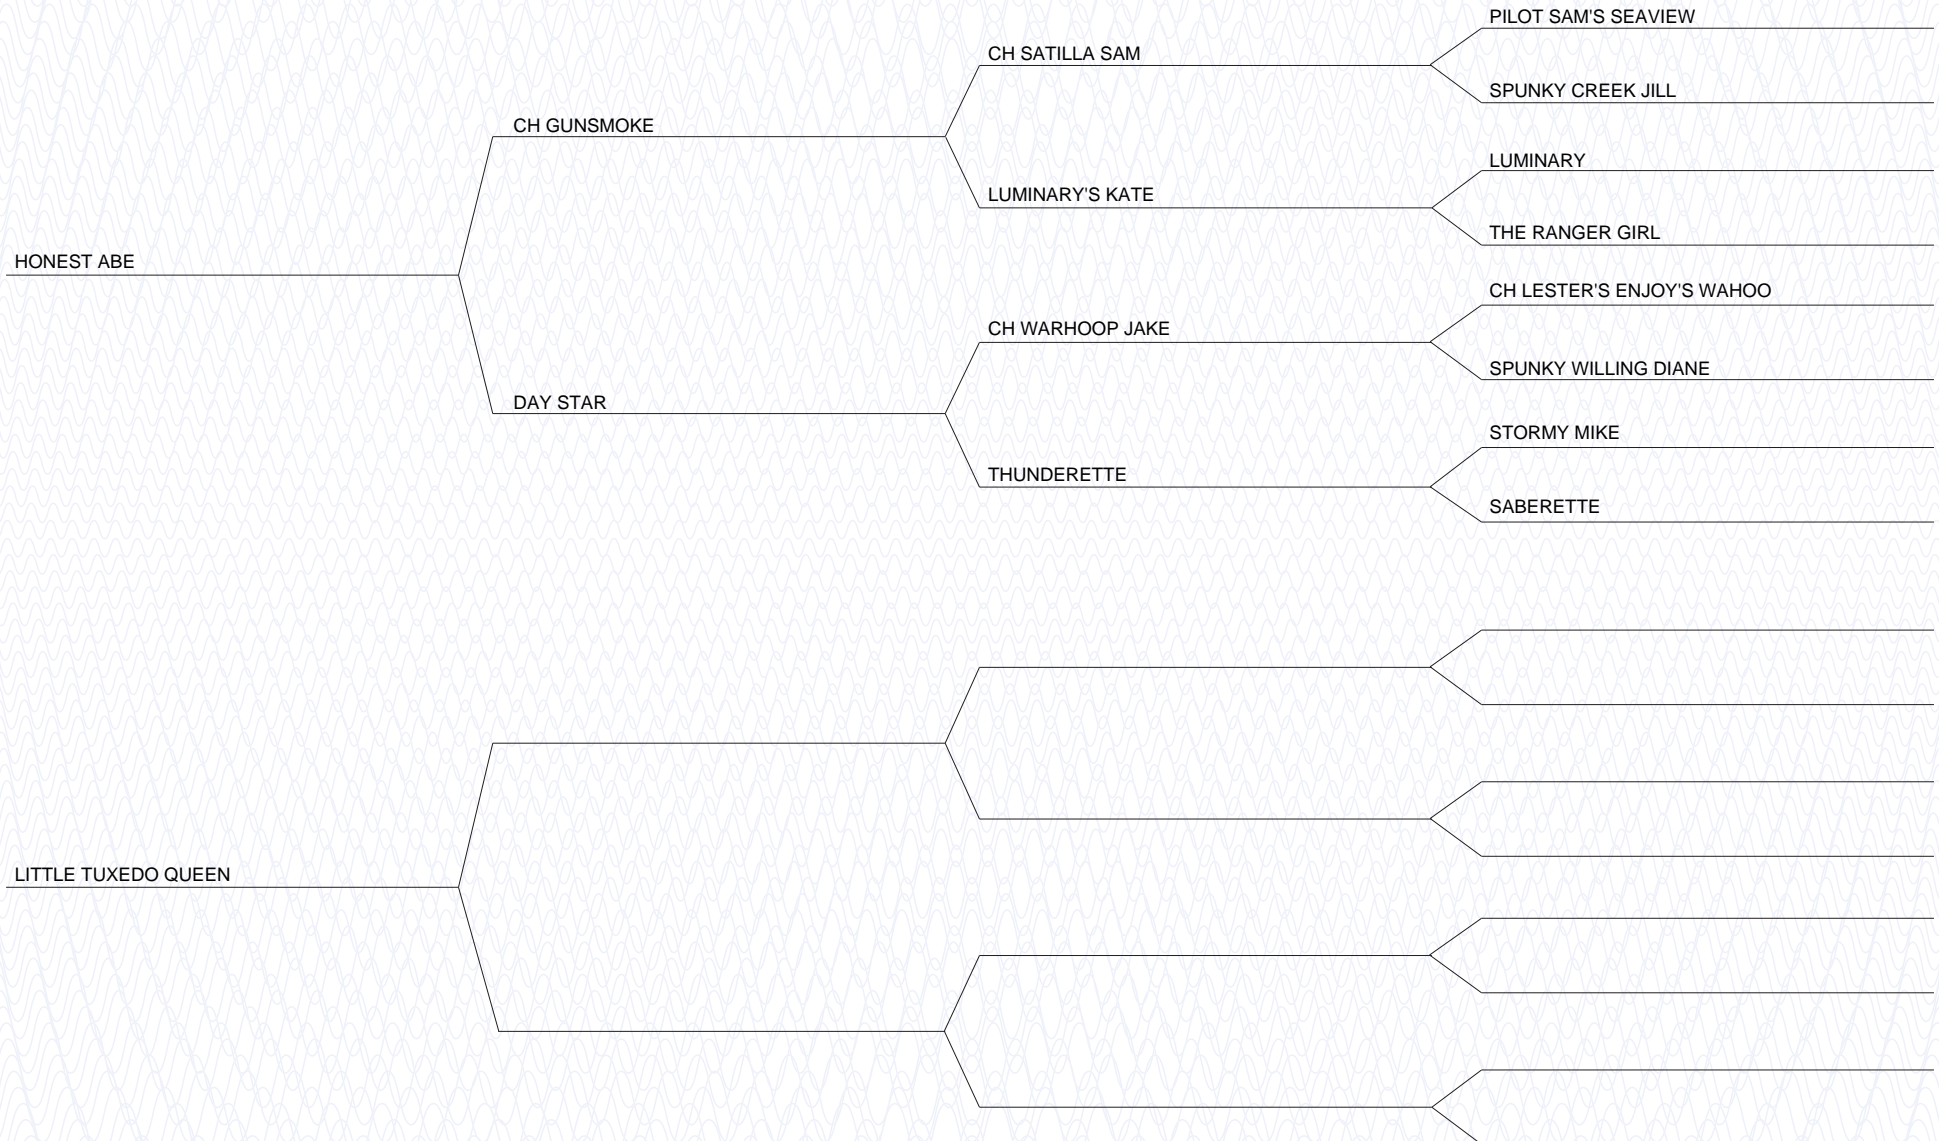 PILOT SAM'S SEAVIEW
CH SATILLA SAM
SPUNKY CREEK JILL
CH GUNSMOKE
LUMINARY
LUMINARY'S KATE
THE RANGER GIRL
HONEST ABE
CH LESTER'S ENJOY'S WAHOO
CH WARHOOP JAKE
SPUNKY WILLING DIANE
DAY STAR
STORMY MIKE
THUNDERETTE
SABERETTE
LITTLE TUXEDO QUEEN